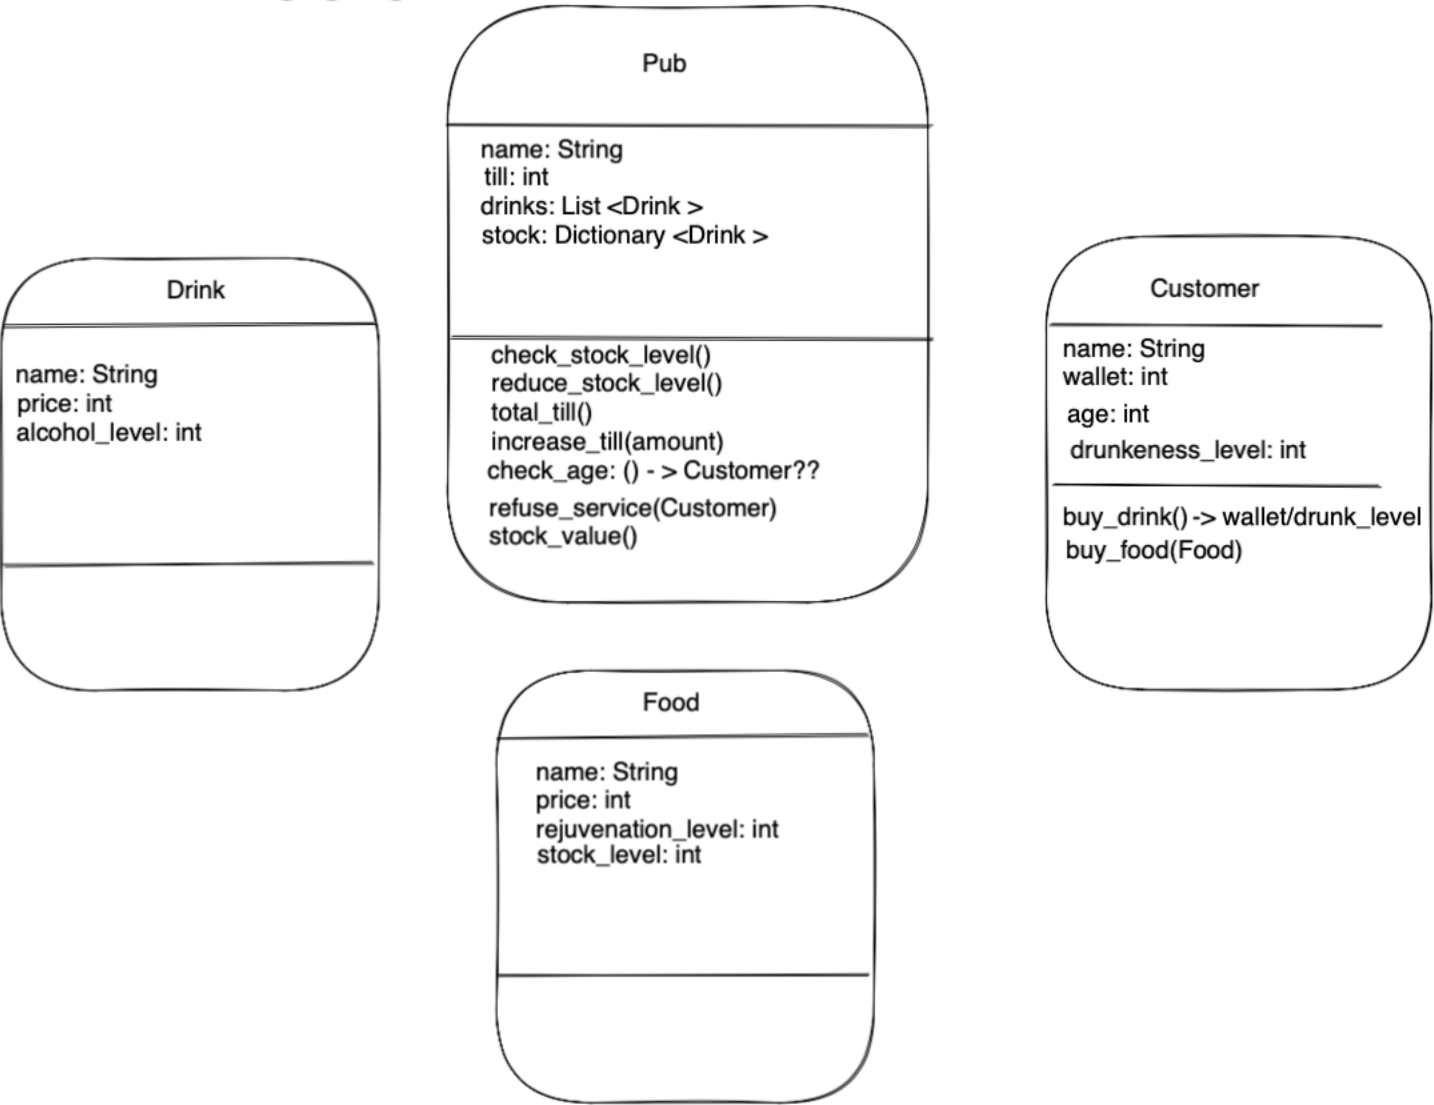 Pub
name: String
till: int
drinks: List <Drink >
stock: Dictionary <Drink >
check_stock_level()
reduce_stock_level()
total_till()
increase_till(amount)
check_age: () - > Customer??
refuse_service(Customer)
stock_value()
Drink
name: String
price: int
alcohol_level: int
Customer
name: String
wallet: int
age: int
drunkeness_level: int
buy_drink() -> wallet/drunk_level
buy_food(Food)
Food
name: String
price: int
rejuvenation_level: int
stock_level: int